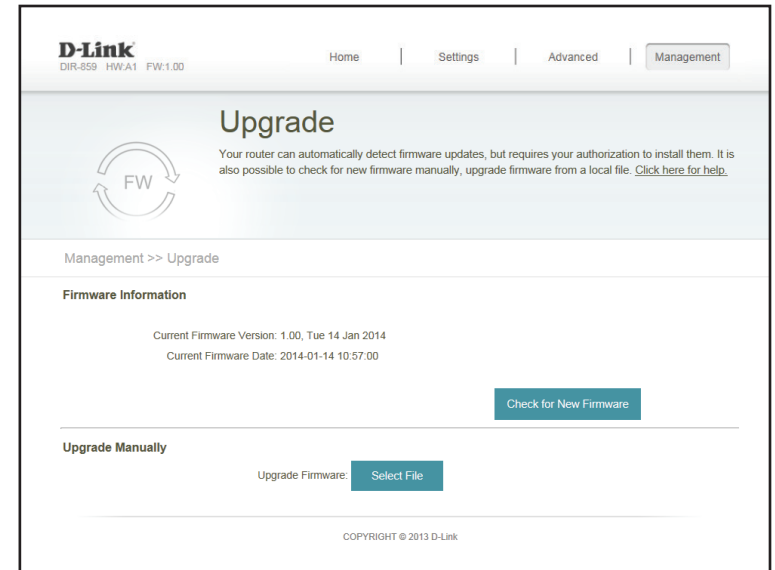 D-Link
DIR-859 HW:A1 FW:1.00
Home | Settings | Advanced | Management
Upgrade
Your router can automatically detect firmware updates, but requires your authorization to install them. It is
also possible to check for new firmware manually, upgrade firmware from a local file. Click here for help.
FW
Management >> Upgrade
Firmware Information
Current Firmware Version: 1.00, Tue 14 Jan 2014
Current Firmware Date: 2014-01-14 10:57:00
Check for New Firmware
Upgrade Manually
Upgrade Firmware: Select File
COPYRIGHT © 2013 D-Link